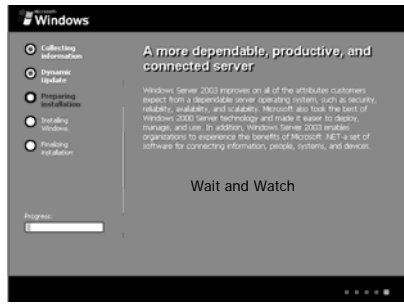 Microsoft
Windows
Collecting
information
Dynamic
Update
Preparing
installation
Installing
Windows
Finalizing
installation
Progress:
A more dependable, productive, and
connected server
Windows Server 2003 improves on all of the attributes customers
expect from a dependable server operating system, such as security,
reliability, availability, and scalability. Microsoft also took the best of
Windows 2000 Server technology and made it easier to deploy,
manage, and use. In addition, Windows Server 2003 enables
organizations to experience the benefits of Microsoft .NET-a set of
software for connecting information, people, systems, and devices.
Wait and Watch